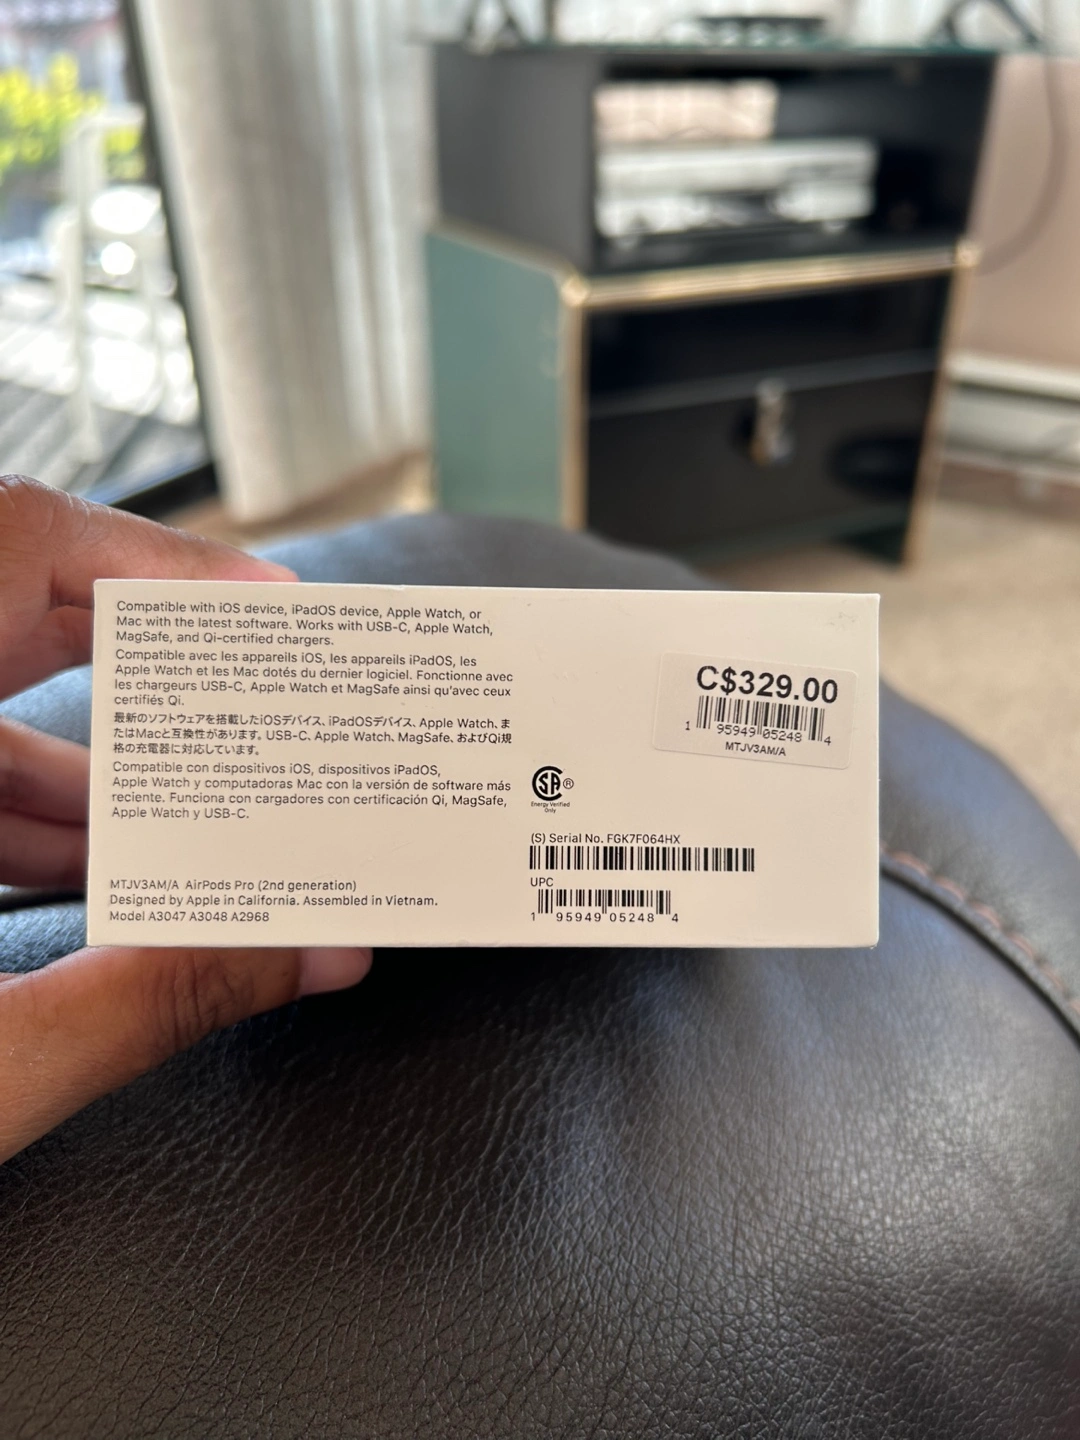 Compatible with iOS device, iPadOS device, Apple Watch, or
Mac with the latest software. Works with USB-C, Apple Watch,
MagSafe, and Qi-certified chargers.
Compatible avec les appareils iOS, les appareils iPadOS, les
Apple Watch et les Mac dotés du dernier logiciel. Fonctionne avec
les chargeurs USB-C, Apple Watch et MagSafe ainsi qu'avec ceux
certifiés Qi.
最新のソフトウェアを搭載したiOSデバイス、iPadOSデバイス、Apple Watch、ま
たはMacと互換性があります。USB-C、Apple Watch、MagSafe、およびQi規
格の充電器に対応しています。
Compatible con dispositivos iOS, dispositivos iPadOS,
Apple Watch y computadoras Mac con la versión de software más
reciente. Funciona con cargadores con certificación Qi, MagSafe,
Apple Watch y USB-C.
MTJV3AM/A AirPods Pro (2nd generation)
Designed by Apple in California. Assembled in Vietnam.
Model A3047 A3048 A2968
C$329.00
1 95949 05248 4
MTJV3AM/A
SA ®
Energy Verified
Only
(S) Serial No. FGK7F064HX
UPC
1 95949 05248 4